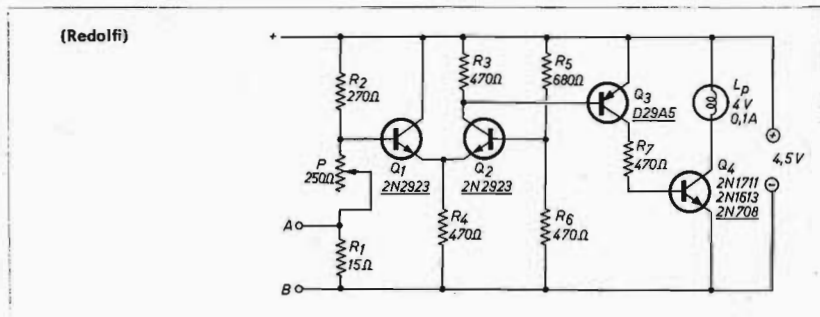 (Redolfi)
+
R2
270Ω
R3
470Ω
R5
680Ω
Lp
4 V
0,1A
Q3
D29A5
P
250Ω
Q1
2N2923
Q2
2N2923
R7
470Ω
Q4
2N1711
2N1613
2N708
+
4,5V
−
A
R1
15Ω
R4
470Ω
R6
470Ω
B